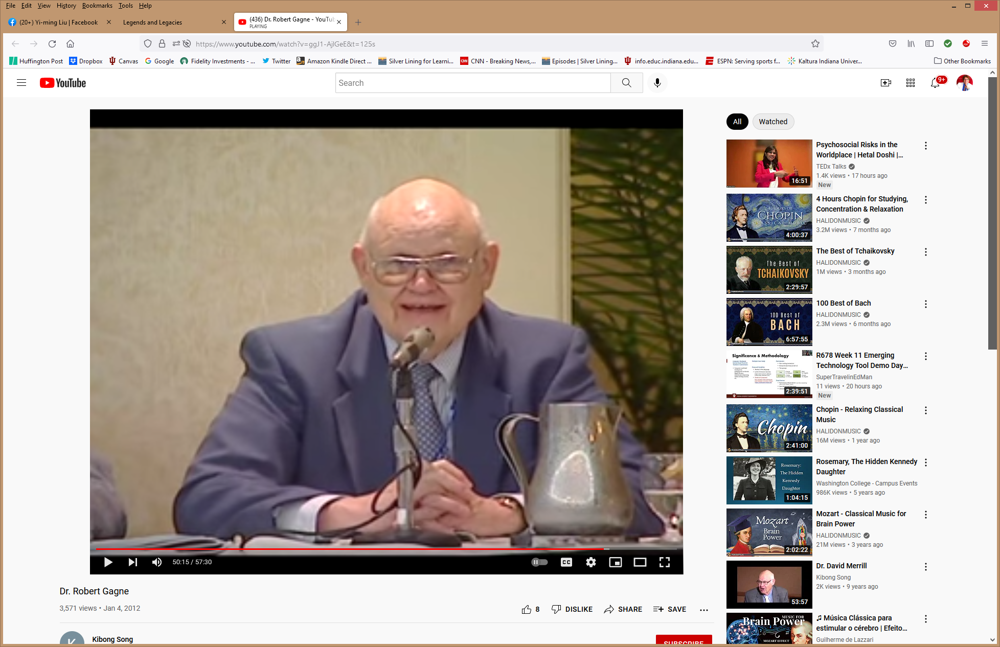 File Edit View History Bookmarks Tools Help
(20+) Yi-ming Liu | Facebook
Legends and Legacies
(436) Dr. Robert Gagne - YouTub
PLAYING
https://www.youtube.com/watch?v=ggJ1-AjlGeE&t=125s
Huffington Post Dropbox Canvas Google Fidelity Investments - ... Twitter Amazon Kindle Direct ... Silver Lining for Learni... CNN - Breaking News,... Episodes | Silver Lining... info.educ.indiana.edu... ESPN: Serving sports f... Kaltura Indiana Univer... Other Bookmarks
YouTube
Search
9+
50:15 / 57:30
CC
Dr. Robert Gagne
3,571 views • Jan 4, 2012
8 DISLIKE SHARE SAVE
K
Kibong Song
SUBSCRIBE
All Watched
16:51
Psychosocial Risks in the
Worldplace | Hetal Doshi |...
TEDx Talks
1.4K views • 17 hours ago
New
4 HOURS OF
CHOPIN
CLASSICAL MUSIC
4:00:37
4 Hours Chopin for Studying,
Concentration & Relaxation
HALIDONMUSIC
3.2M views • 7 months ago
The Best of
TCHAIKOVSKY
2:29:57
The Best of Tchaikovsky
HALIDONMUSIC
1M views • 3 months ago
100 Best of
BACH
6:57:55
100 Best of Bach
HALIDONMUSIC
2.3M views • 6 months ago
Significance & Methodology
2:39:51
R678 Week 11 Emerging
Technology Tool Demo Day...
SuperTravelinEdMan
11 views • 20 hours ago
New
Chopin
2:41:00
Chopin - Relaxing Classical
Music
HALIDONMUSIC
16M views • 1 year ago
Rosemary:
The Hidden
Kennedy
Daughter
1:04:15
Rosemary, The Hidden Kennedy
Daughter
Washington College - Campus Events
986K views • 5 years ago
Mozart
Brain
Power
2:02:22
Mozart - Classical Music for
Brain Power
HALIDONMUSIC
21M views • 3 years ago
53:57
Dr. David Merrill
Kibong Song
2K views • 9 years ago
MUSIC FOR
Brain Power
MOZART EFFECT
♫ Música Clássica para
estimular o cérebro | Efeito...
Guilherme de Lazzari